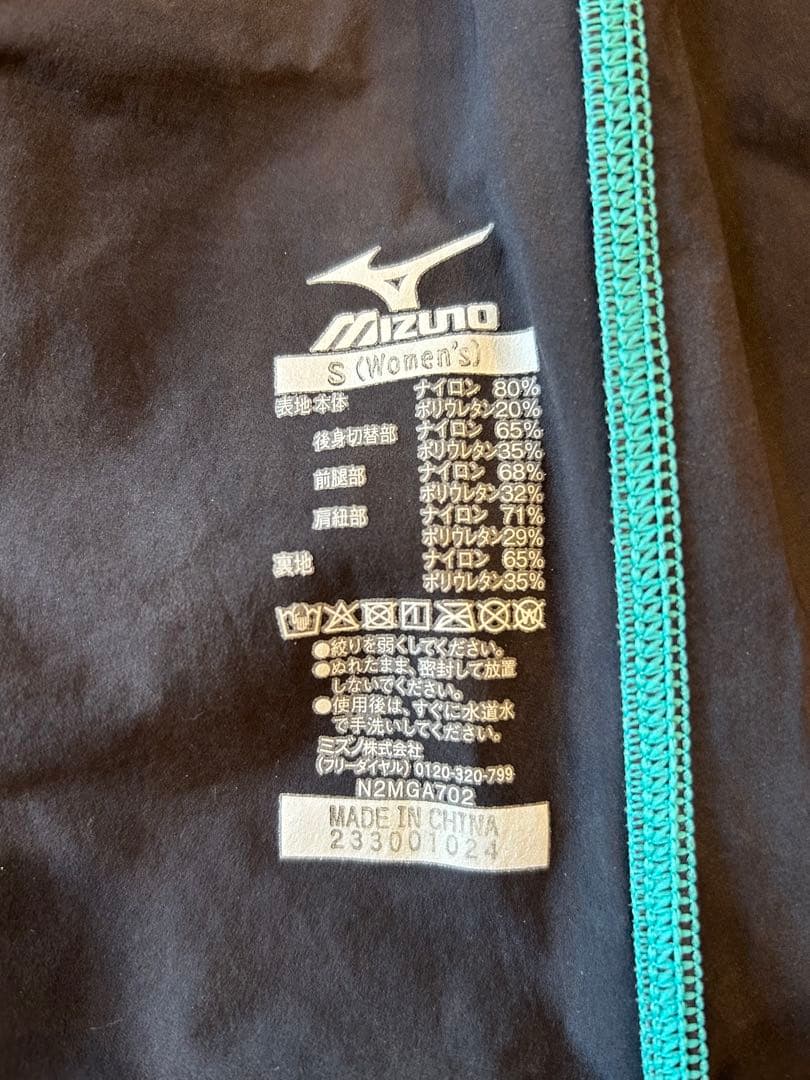 MIZUNO
S (Women's)
表地 本体 ナイロン 80%
ポリウレタン20%
後身切替部 ナイロン 65%
ポリウレタン35%
前腿部 ナイロン 68%
ポリウレタン32%
肩紐部 ナイロン 71%
ポリウレタン29%
裏地 ナイロン 65%
ポリウレタン35%
●絞りを弱くしてください。
●ぬれたまま、密封して放置
しないでください。
●使用後は、すぐに水道水
で手洗いしてください。
ミズノ株式会社
(フリーダイヤル) 0120-320-799
N2MGA702
MADE IN CHINA
233001024